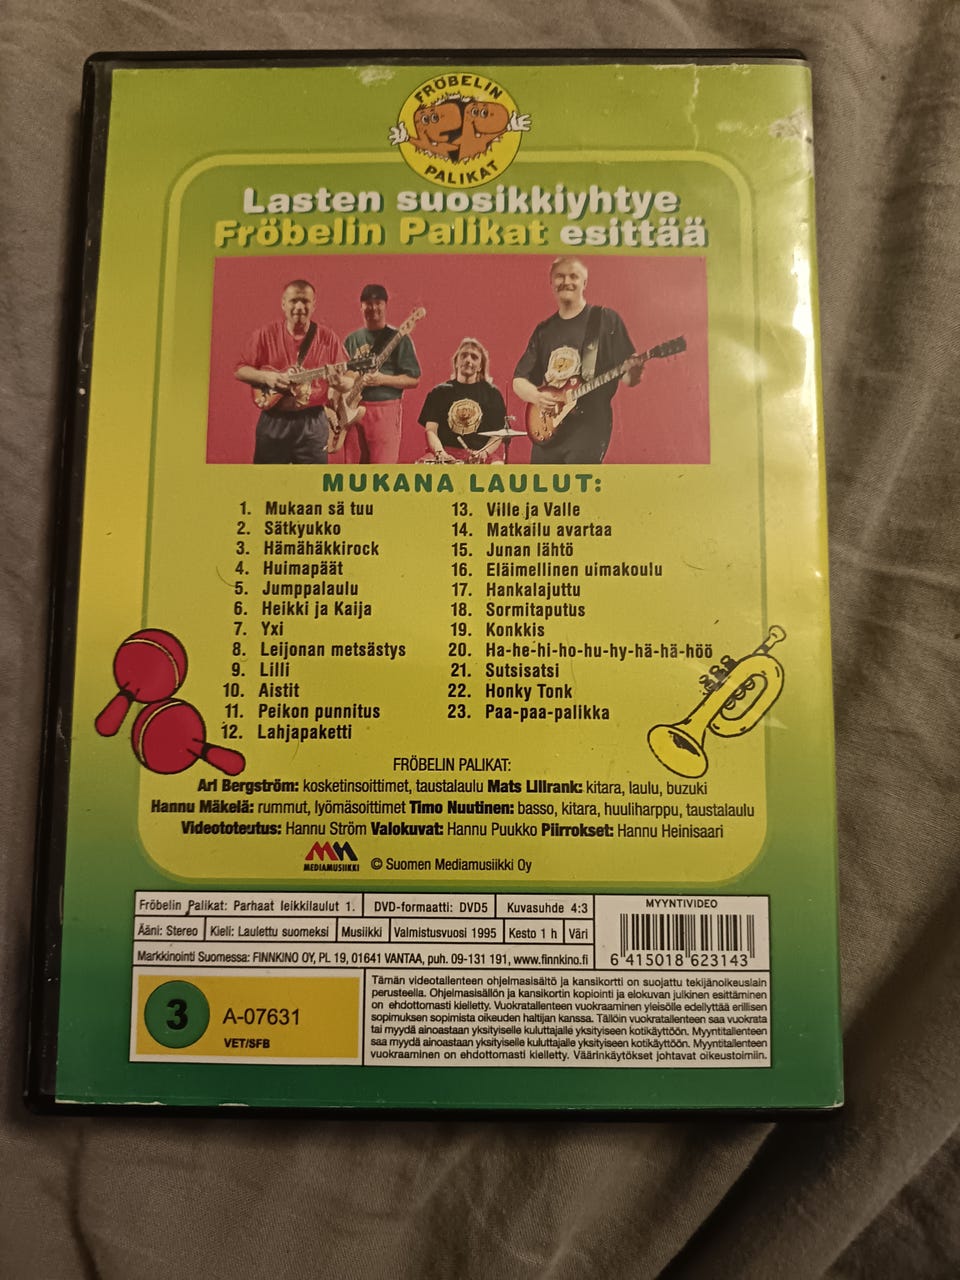 FRÖBELIN
PALIKAT
Lasten suosikkiyhtye
Fröbelin Palikat esittää
MUKANA LAULUT:
1. Mukaan sä tuu
2. Sätkyukko
3. Hämähäkkirock
4. Huimapäät
5. Jumppalaulu
6. Heikki ja Kaija
7. Yxi
8. Leijonan metsästys
9. Lilli
10. Aistit
11. Peikon punnitus
12. Lahjapaketti
13. Ville ja Valle
14. Matkailu avartaa
15. Junan lähtö
16. Eläimellinen uimakoulu
17. Hankalajuttu
18. Sormitaputus
19. Konkkis
20. Ha-he-hi-ho-hu-hy-hä-hä-höö
21. Sutsisatsi
22. Honky Tonk
23. Paa-paa-palikka
FRÖBELIN PALIKAT:
Ari Bergström: kosketinsoittimet, taustalaulu Mats Lillrank: kitara, laulu, buzuki
Hannu Mäkelä: rummut, lyömäsoittimet Timo Nuutinen: basso, kitara, huuliharppu, taustalaulu
Videototeutus: Hannu Ström Valokuvat: Hannu Puukko Piirrokset: Hannu Heinisaari
MEDIAMUSIIKKI © Suomen Mediamusiikki Oy
Fröbelin Palikat: Parhaat leikkilaulut 1. DVD-formaatti: DVD5 Kuvasuhde 4:3
Ääni: Stereo Kieli: Laulettu suomeksi Musiikki Valmistusvuosi 1995 Kesto 1 h Väri
Markkinointi Suomessa: FINNKINO OY, PL 19, 01641 VANTAA, puh. 09-131 191, www.finnkino.fi
MYYNTIVIDEO
6 415018 623143
3 A-07631
VET/SFB
Tämän videotallenteen ohjelmasisältö ja kansikortti on suojattu tekijänoikeuslain
perusteella. Ohjelmasisällön ja kansikortin kopiointi ja elokuvan julkinen esittäminen
on ehdottomasti kielletty. Vuokratallenteen vuokraaminen yleisölle edellyttää erillisen
sopimuksen sopimista oikeuden haltijan kanssa. Tällöin vuokratallenteen saa vuokrata
tai myydä ainoastaan yksityiselle kuluttajalle yksityiseen kotikäyttöön. Myyntitallenteen
saa myydä ainoastaan yksityiselle kuluttajalle yksityiseen kotikäyttöön. Myyntitallenteen
vuokraaminen on ehdottomasti kielletty. Väärinkäytökset johtavat oikeustoimiin.